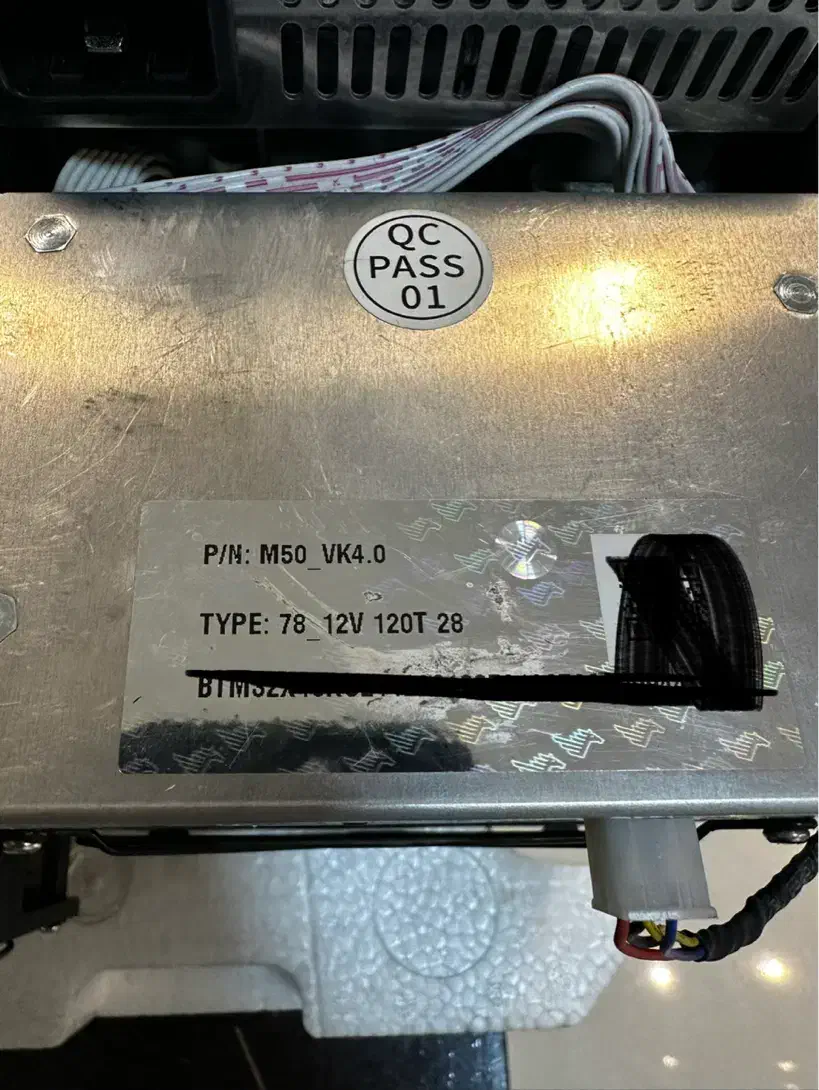 QC
PASS
01
P/N: M50_VK4.0
TYPE: 78_12V 120T 28